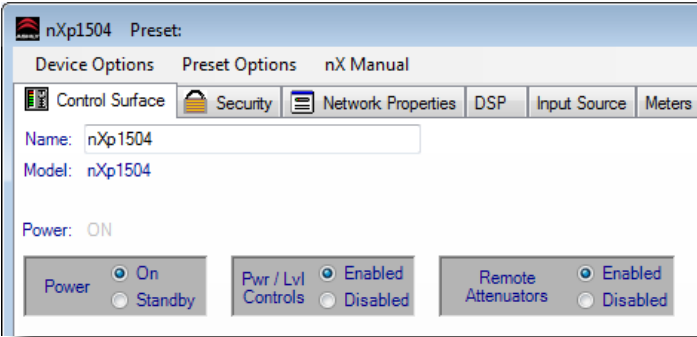 nXp1504 Preset:
Device Options Preset Options nX Manual
Control Surface Security Network Properties DSP Input Source Meters
Name: nXp1504
Model: nXp1504
Power: ON
Power On Standby
Pwr / Lvl Controls Enabled Disabled
Remote Attenuators Enabled Disabled